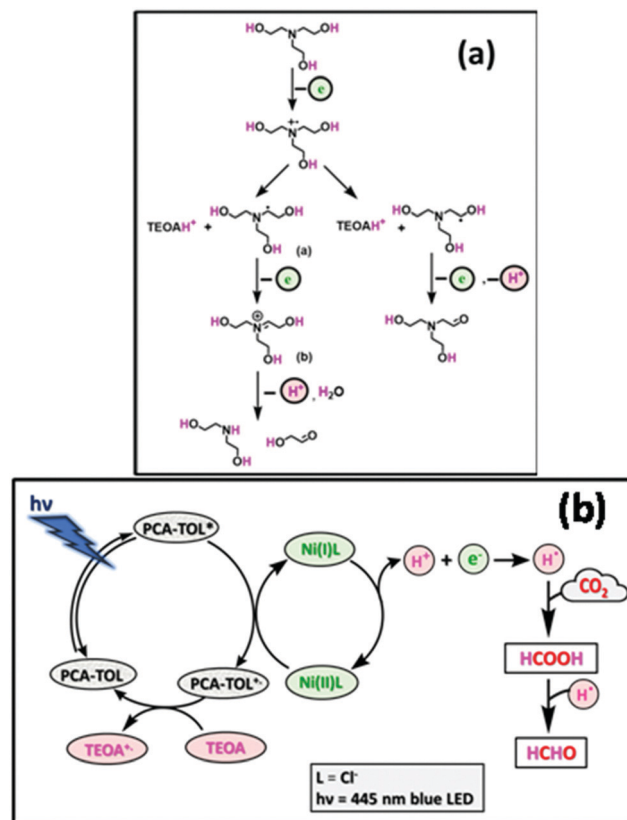 (a)
HO N OH
OH
– e
HO +• N OH
OH
TEOAH+ + HO N OH
OH (a)
TEOAH+ + HO N OH
OH
– e
– e , – H•
HO ⊕ N OH
OH (b)
HO N O
OH
– H+ , H2O
HO NH
OH
HO O
(b)
hν
PCA-TOL*
Ni(I)L
H+ + e- H•
CO2
HCOOH
PCA-TOL
PCA-TOL+•
Ni(II)L
H•
TEOA+•
TEOA
HCHO
L = Cl-
hν = 445 nm blue LED